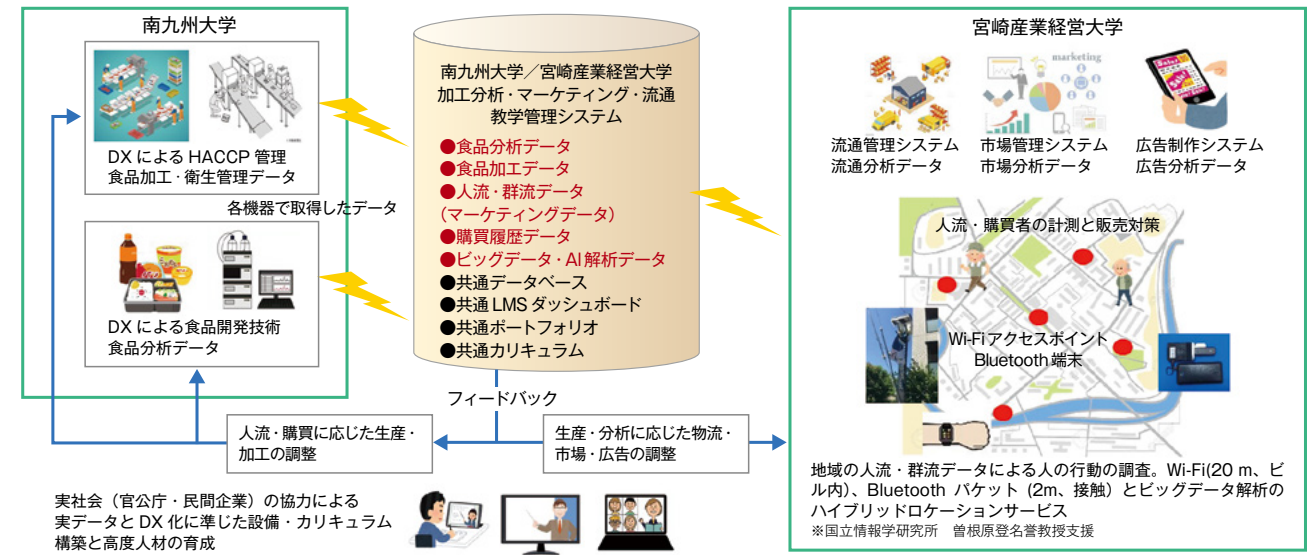 南九州大学
DX による HACCP 管理
食品加工・衛生管理データ
各機器で取得したデータ
DX による食品開発技術
食品分析データ
南九州大学／宮崎産業経営大学
加工分析・マーケティング・流通
教学管理システム
●食品分析データ
●食品加工データ
●人流・群流データ
（マーケティングデータ）
●購買履歴データ
●ビッグデータ・AI 解析データ
●共通データベース
●共通 LMS ダッシュボード
●共通ポートフォリオ
●共通カリキュラム
フィードバック
人流・購買に応じた生産・
加工の調整
生産・分析に応じた物流・
市場・広告の調整
実社会（官公庁・民間企業）の協力による
実データと DX 化に準じた設備・カリキュラム
構築と高度人材の育成
宮崎産業経営大学
marketing
流通管理システム
流通分析データ
市場管理システム
市場分析データ
広告制作システム
広告分析データ
人流・購買者の計測と販売対策
Wi-Fi アクセスポイント
Bluetooth 端末
地域の人流・群流データによる人の行動の調査。Wi-Fi(20 m、ビ
ル内)、Bluetooth パケット (2m、接触) とビッグデータ解析の
ハイブリッドロケーションサービス
※国立情報学研究所　曽根原登名誉教授支援